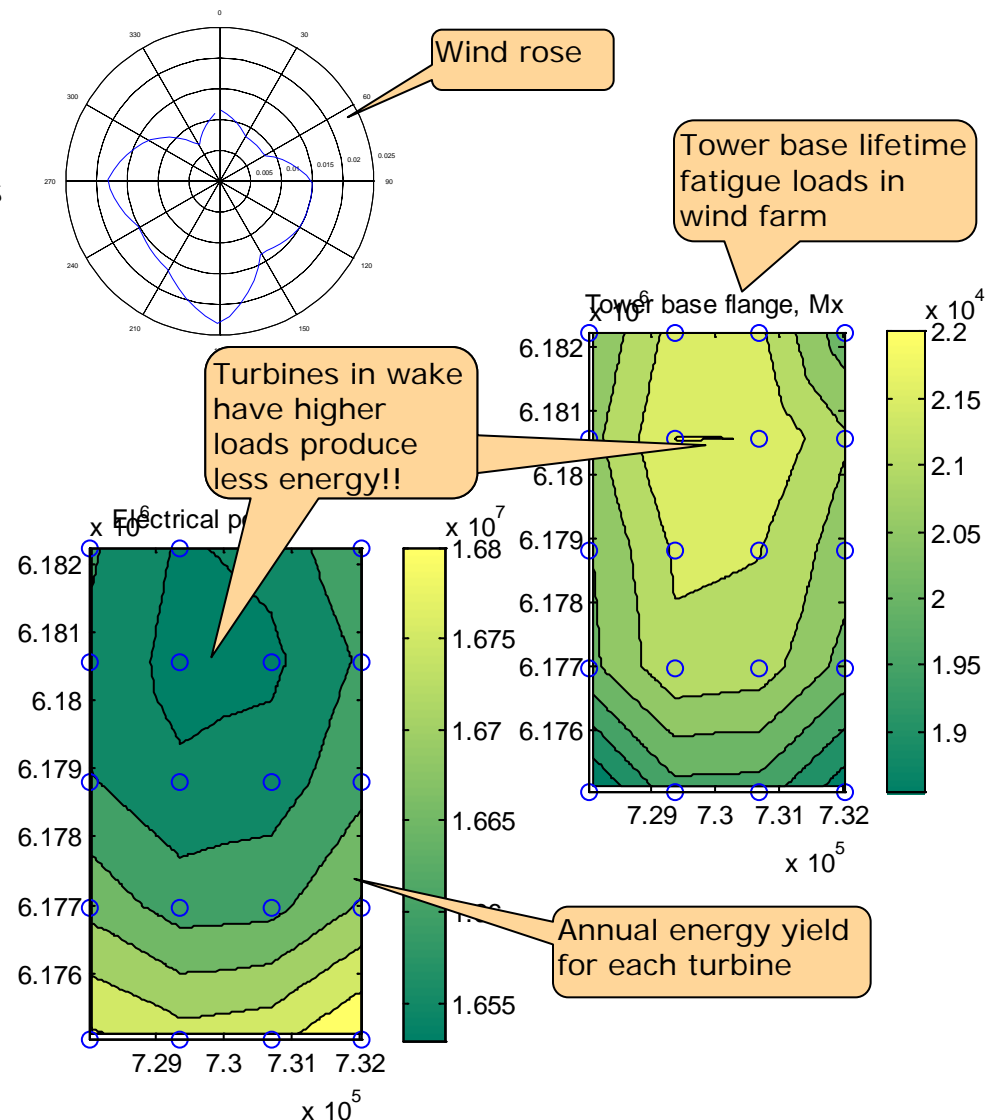 330
0
30
Wind rose
300
60
0.025
0.02
0.015
0.01
0.005
270
90
Tower base lifetime
fatigue loads in
wind farm
240
120
210
150
Tower base flange, Mx
x 10^6
x 10^4
2.2
2.15
2.1
2.05
2
1.95
1.9
6.182
6.181
6.18
6.179
6.178
6.177
6.176
7.29 7.3 7.31 7.32
x 10^5
Turbines in wake
have higher
loads produce
less energy!!
Electrical
x 10^6
x 10^7
1.68
1.675
1.67
1.665
1.655
6.182
6.181
6.18
6.179
6.178
6.177
6.176
7.29 7.3 7.31 7.32
x 10^5
Annual energy yield
for each turbine